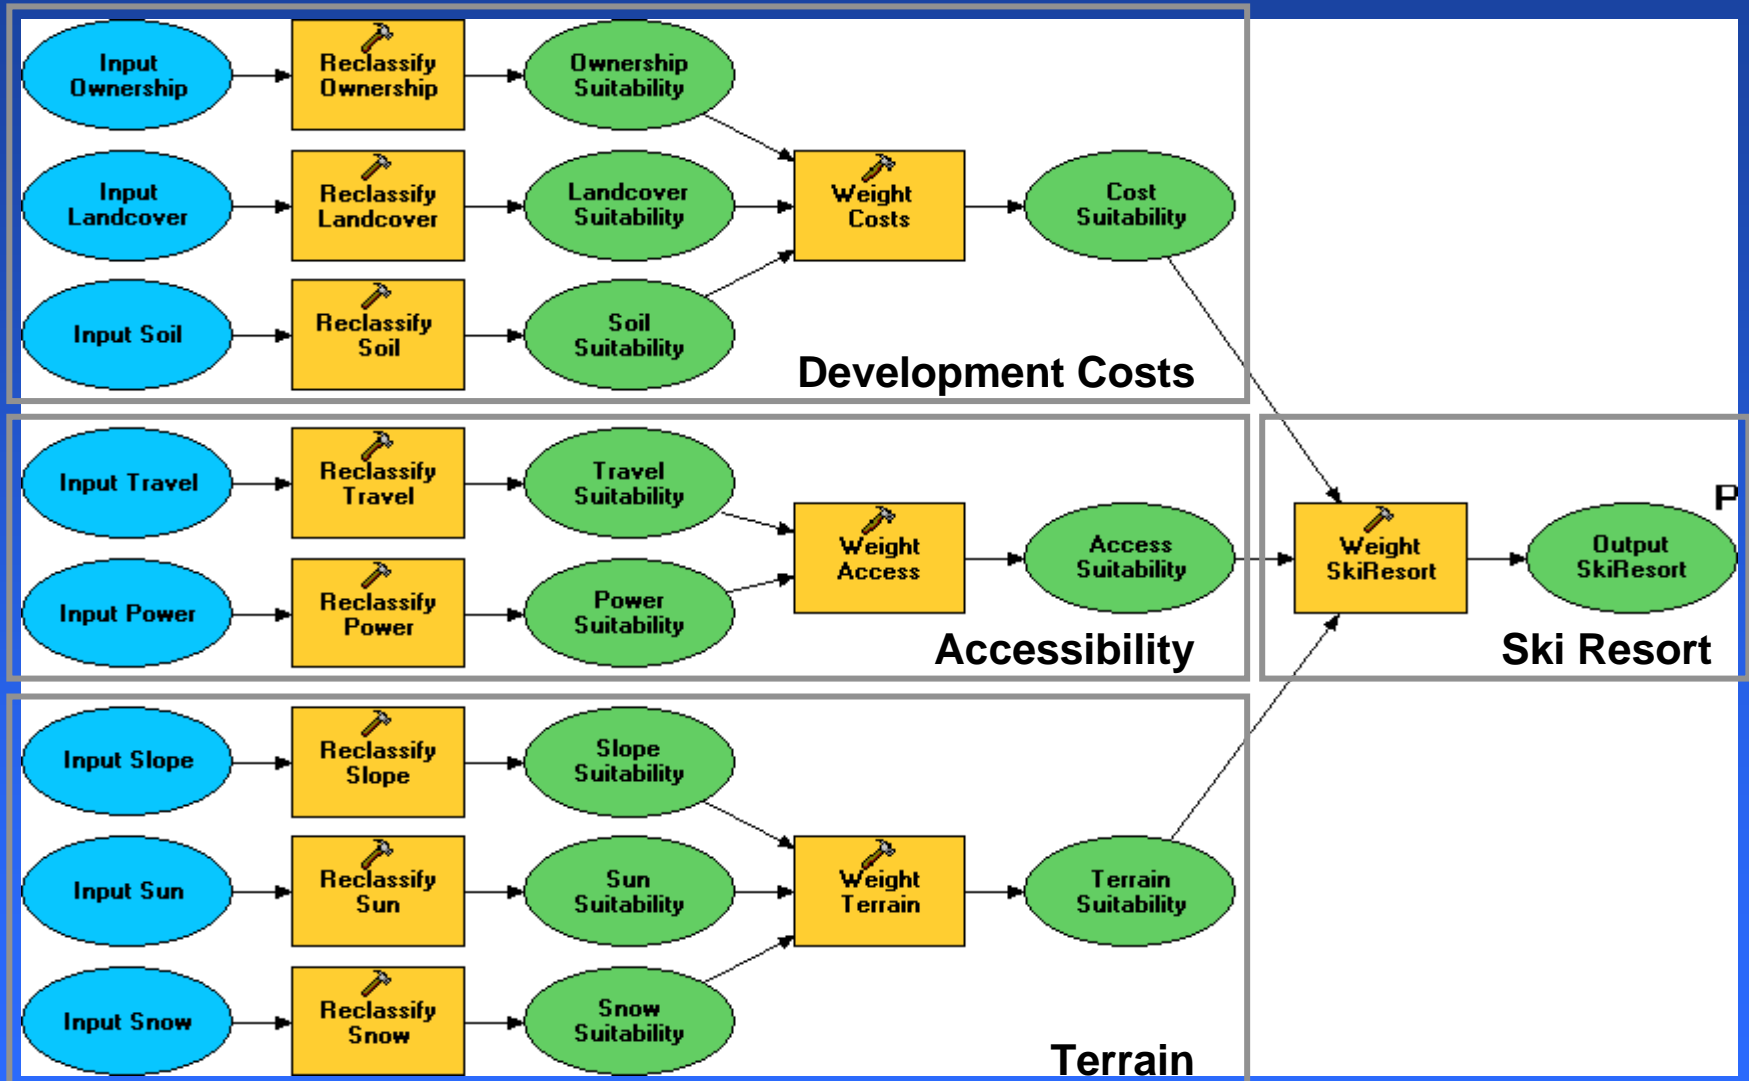 Input
Ownership
Reclassify
Ownership
Ownership
Suitability
Input
Landcover
Reclassify
Landcover
Landcover
Suitability
Weight
Costs
Cost
Suitability
Input Soil
Reclassify
Soil
Soil
Suitability
Development Costs
Input Travel
Reclassify
Travel
Travel
Suitability
Input Power
Reclassify
Power
Power
Suitability
Weight
Access
Access
Suitability
Accessibility
Weight
SkiResort
P
Output
SkiResort
Ski Resort
Input Slope
Reclassify
Slope
Slope
Suitability
Input Sun
Reclassify
Sun
Sun
Suitability
Weight
Terrain
Terrain
Suitability
Input Snow
Reclassify
Snow
Snow
Suitability
Terrain